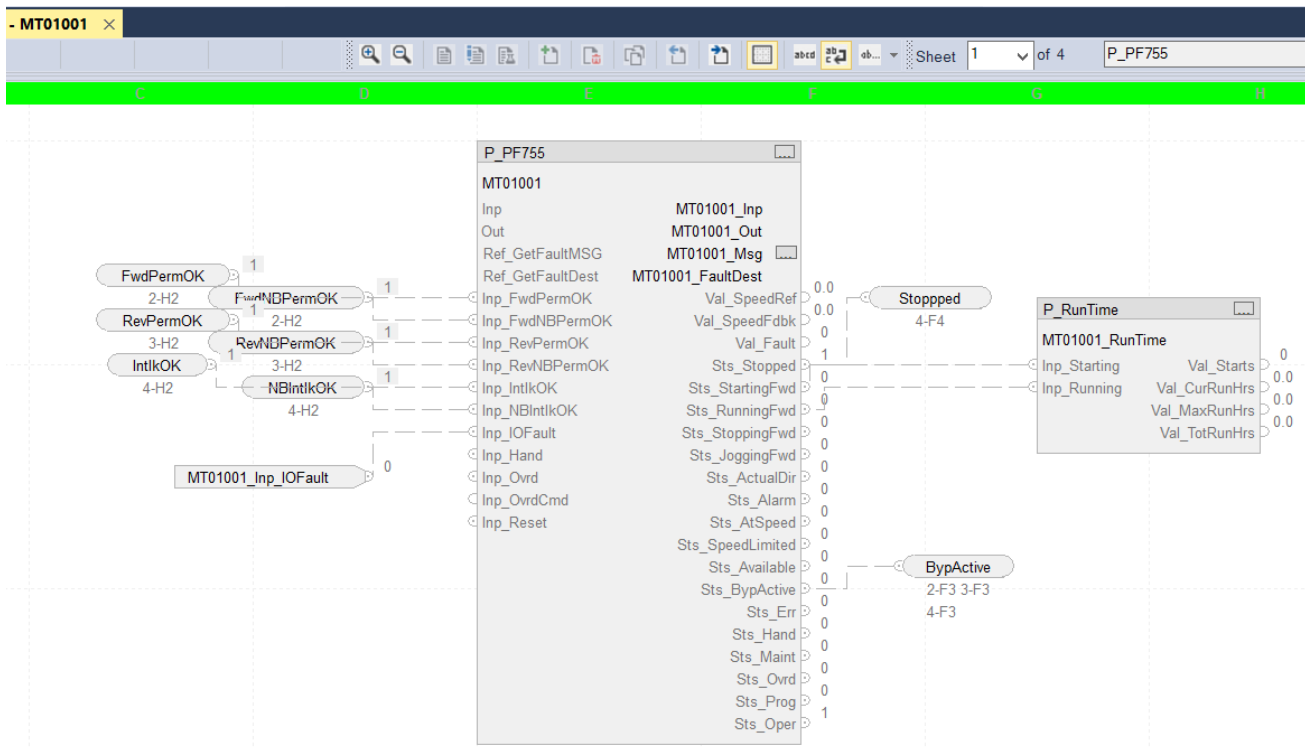 - MT01001 ×
abcd ab c ab... Sheet 1 of 4 P_PF755
C D E F G H
P_PF755 ...
MT01001
Inp MT01001_Inp
Out MT01001_Out
Ref_GetFaultMSG MT01001_Msg ...
Ref_GetFaultDest MT01001_FaultDest
FwdPermOK 1
2-H2
FwdNBPermOK 1
2-H2
RevPermOK 1
3-H2
RevNBPermOK 1
3-H2
IntlkOK 1
4-H2
NBIntlkOK 1
4-H2
MT01001_Inp_IOFault 0
Inp_FwdPermOK Val_SpeedRef 0.0
Inp_FwdNBPermOK Val_SpeedFdbk 0.0
Inp_RevPermOK Val_Fault 0
Inp_RevNBPermOK Sts_Stopped 1
Inp_IntlkOK Sts_StartingFwd 0
Inp_NBIntlkOK Sts_RunningFwd 0
Inp_IOFault Sts_StoppingFwd 0
Inp_Hand Sts_JoggingFwd 0
Inp_Ovrd Sts_ActualDir 0
Inp_OvrdCmd Sts_Alarm 0
Inp_Reset Sts_AtSpeed 0
Sts_SpeedLimited 0
Sts_Available 0
Sts_BypActive 0
Sts_Err 0
Sts_Hand 0
Sts_Maint 0
Sts_Ovrd 0
Sts_Prog 0
Sts_Oper 1
Stoppped
4-F4
BypActive
2-F3 3-F3
4-F3
P_RunTime ...
MT01001_RunTime
Inp_Starting Val_Starts 0
Inp_Running Val_CurRunHrs 0.0
Val_MaxRunHrs 0.0
Val_TotRunHrs 0.0